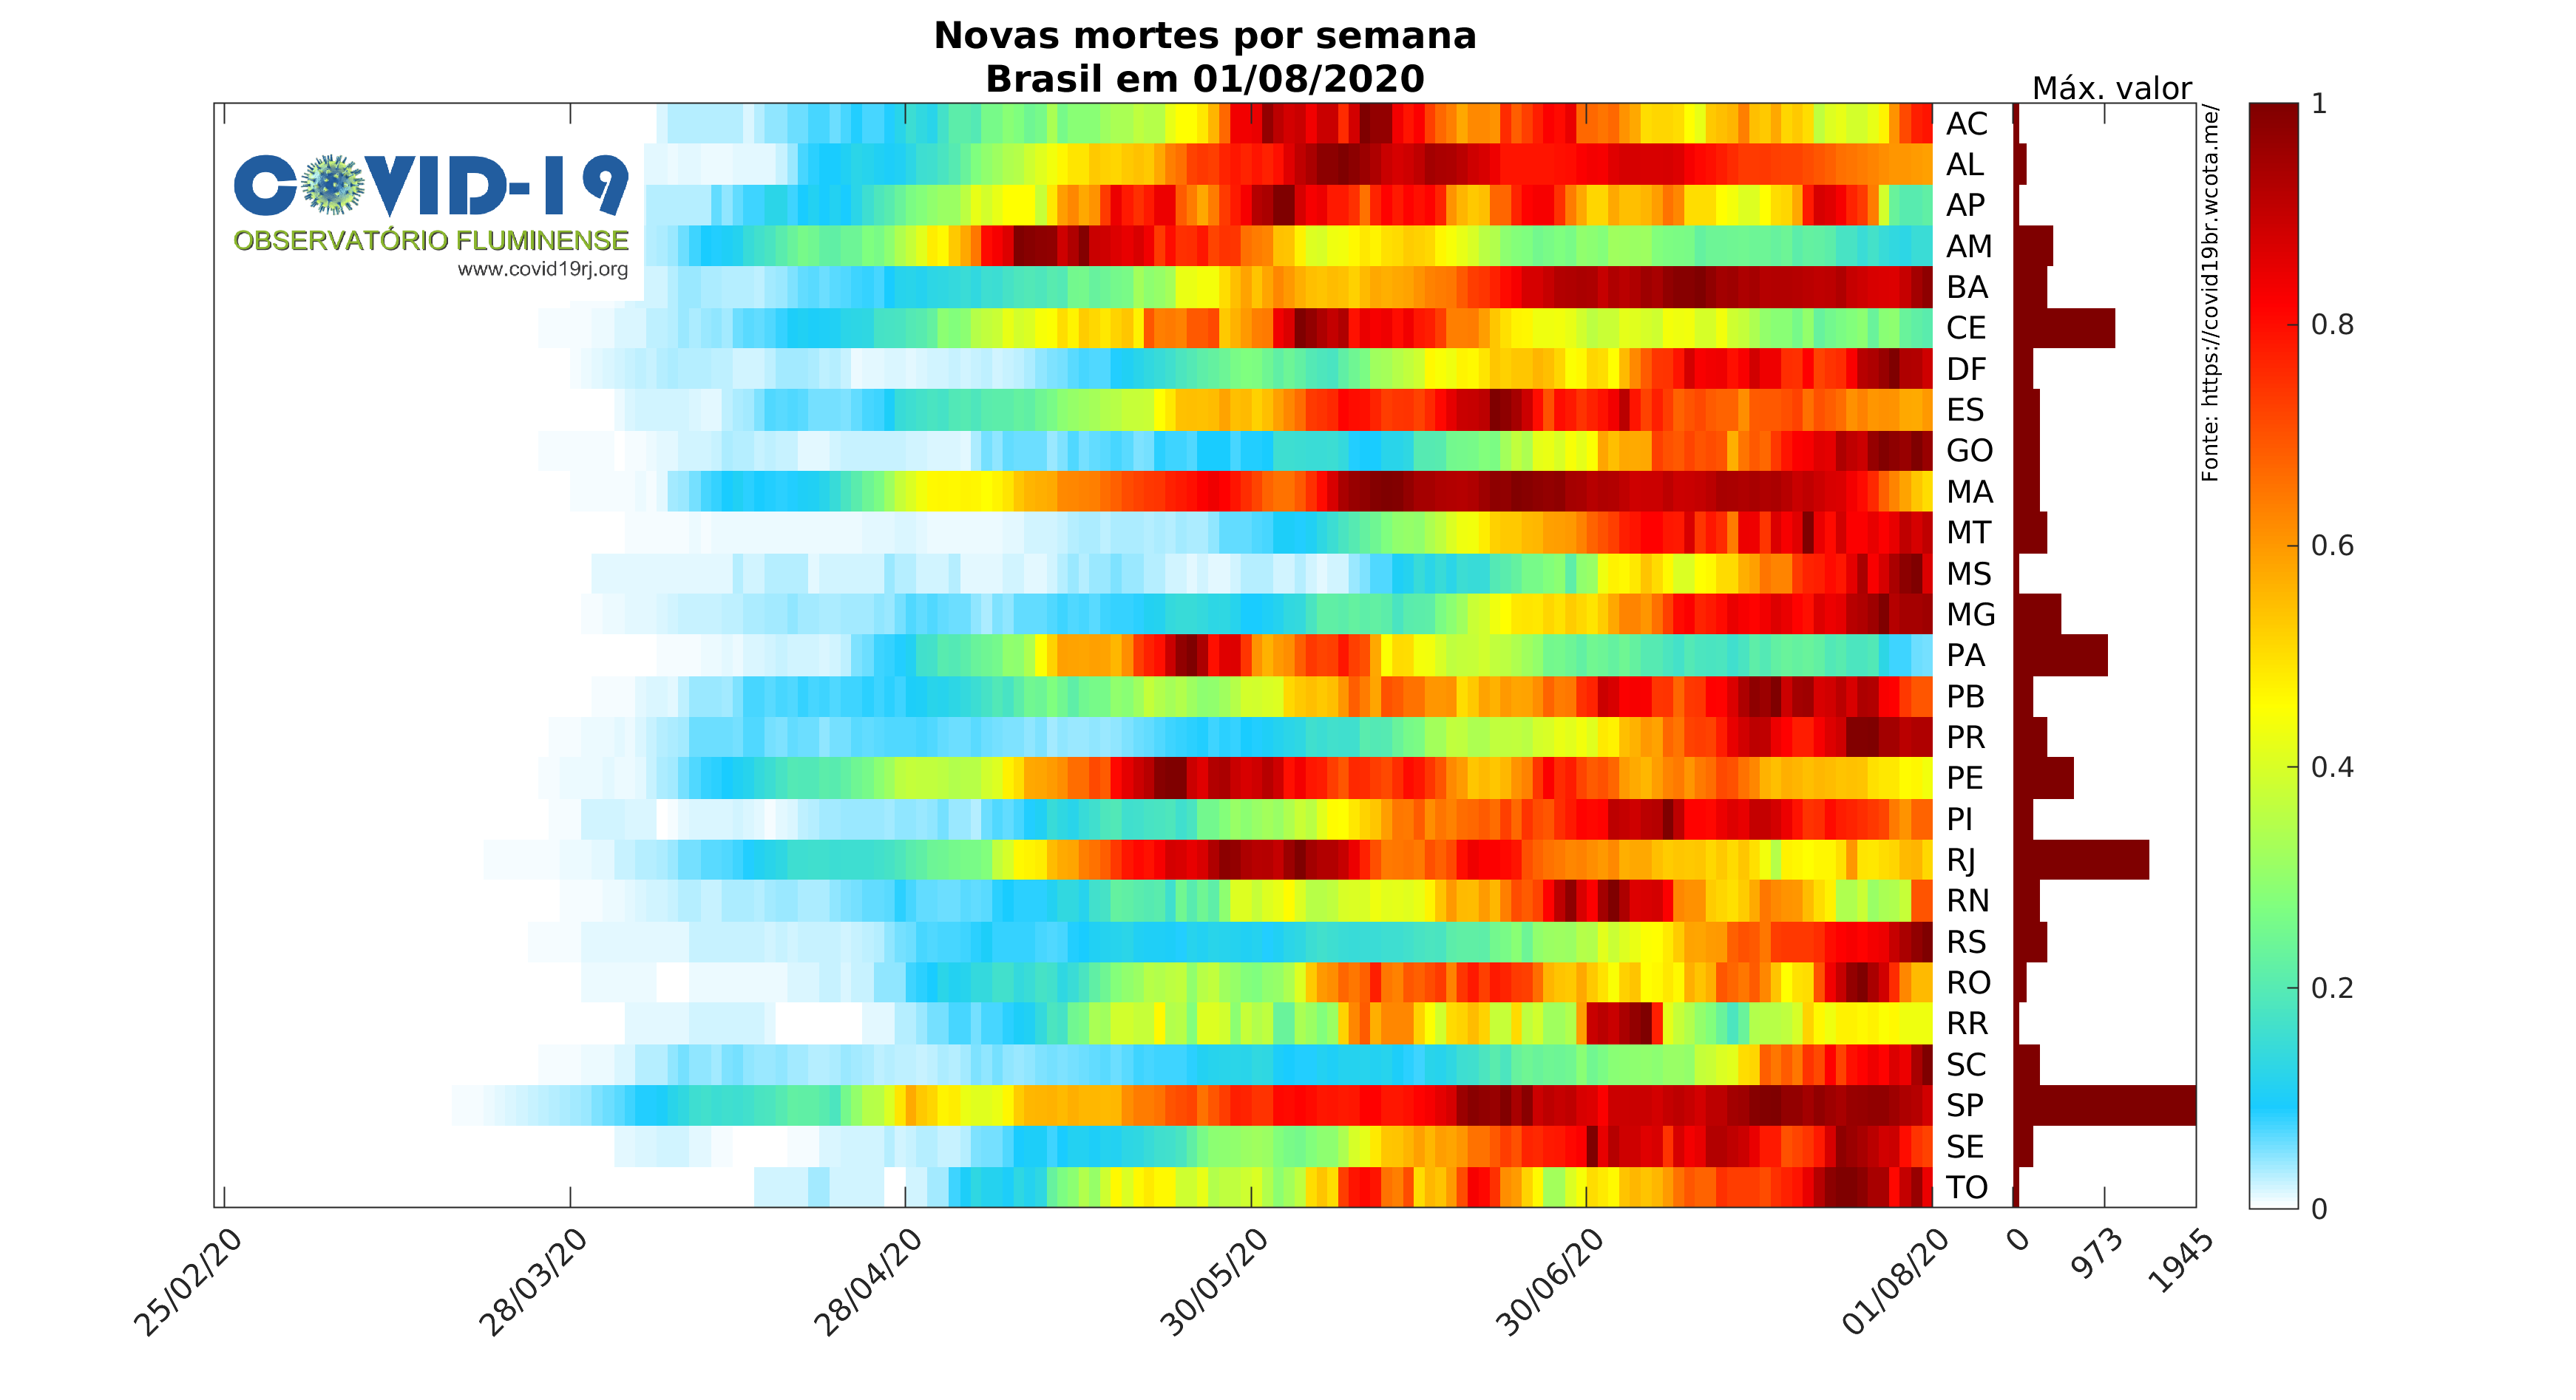 Novas mortes por semana
Brasil em 01/08/2020
Máx. valor
COVID-19
OBSERVATÓRIO FLUMINENSE
www.covid19rj.org
AC
AL
AP
AM
BA
CE
DF
ES
GO
MA
MT
MS
MG
PA
PB
PR
PE
PI
RJ
RN
RS
RO
RR
SC
SP
SE
TO
Fonte: https://covid19br.wcota.me/
1
0.8
0.6
0.4
0.2
0
25/02/20
28/03/20
28/04/20
30/05/20
30/06/20
01/08/20
0
973
1945